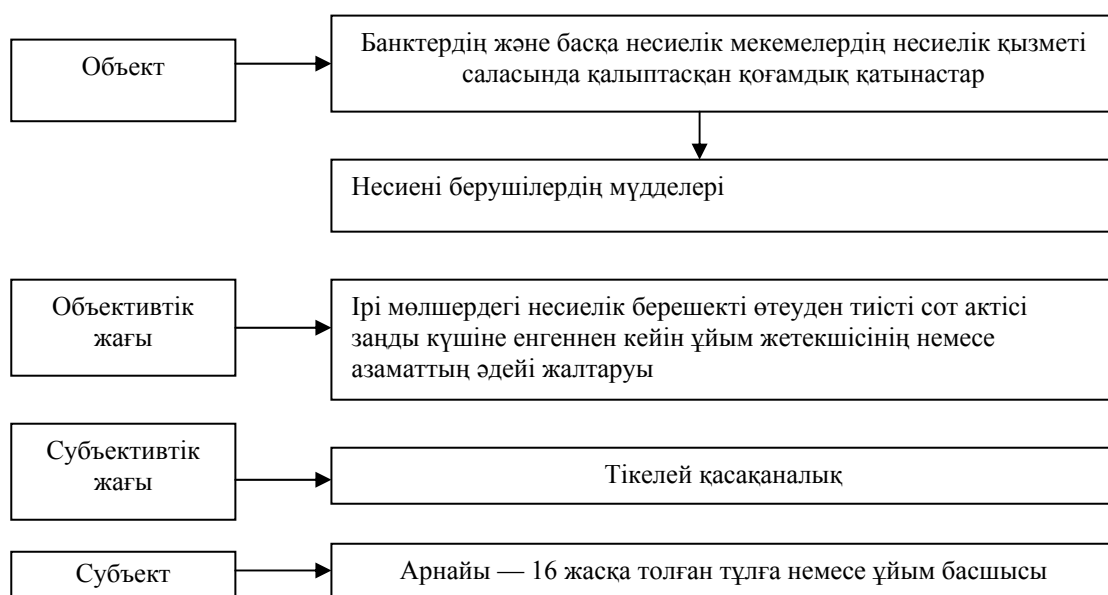 Объект
Банктердің және басқа несиелік мекемелердің несиелік қызметі
саласында қалыптасқан қоғамдық қатынастар
Несиені берушілердің мүдделері
Объективтік
жағы
Ірі мөлшердегі несиелік берешекті өтеуден тиісті сот актісі
заңды күшіне енгеннен кейін ұйым жетекшісінің немесе
азаматтың әдейі жалтаруы
Субъективтік
жағы
Тікелей қасақаналық
Субъект
Арнайы — 16 жасқа толған тұлға немесе ұйым басшысы